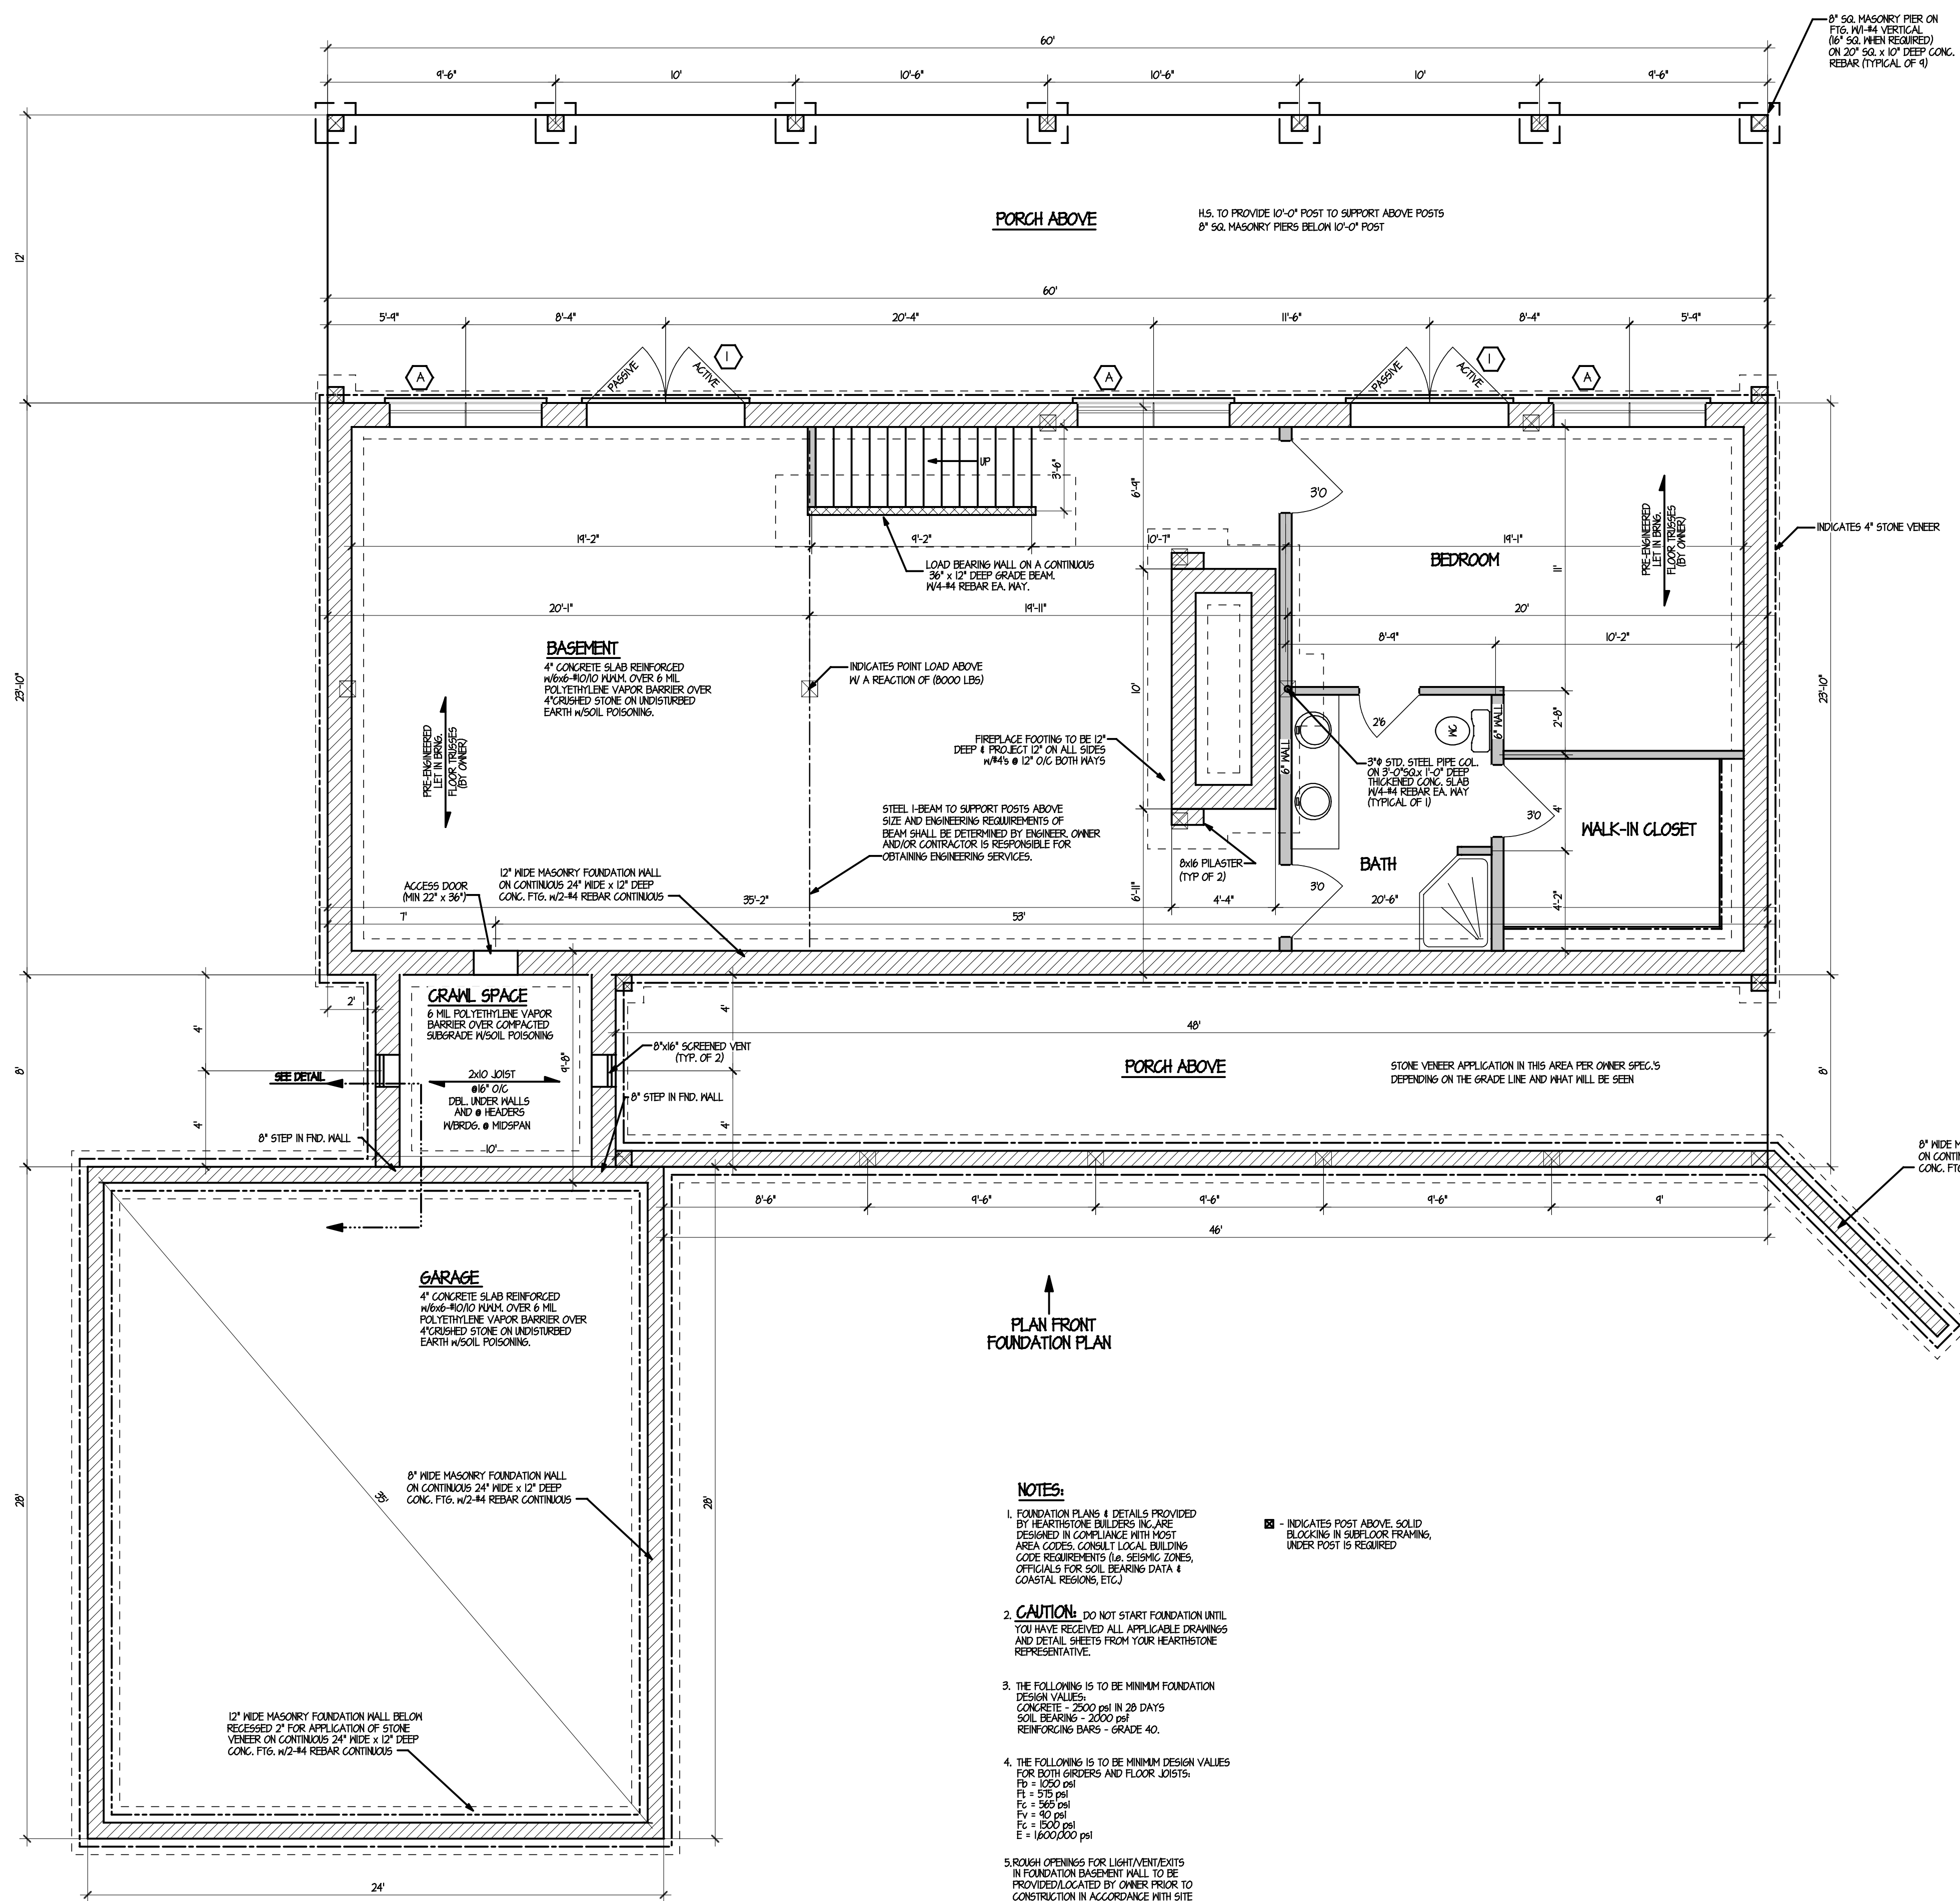 8" SQ. MASONRY PIER ON
FTG. W/1-#4 VERTICAL
(16" SQ. WHEN REQUIRED)
ON 20" SQ. x 10" DEEP CONC.
REBAR (TYPICAL OF 9)
60'
9'-6"
10'
10'-6"
10'-6"
10'
9'-6"
12'
PORCH ABOVE
H.S. TO PROVIDE 10'-0" POST TO SUPPORT ABOVE POSTS
8" SQ. MASONRY PIERS BELOW 10'-0" POST
60'
5'-9"
8'-4"
20'-4"
11'-6"
8'-4"
5'-9"
A
PASSIVE
ACTIVE
1
A
PASSIVE
ACTIVE
1
A
UP
3'-6"
6'-9"
3'0
19'-2"
9'-2"
10'-7"
19'-1"
BEDROOM
11'
PRE-ENGINEERED
LET IN BRNG.
FLOOR TRUSSES
(BY OWNER)
INDICATES 4" STONE VENEER
LOAD BEARING WALL ON A CONTINUOUS
36" x 12" DEEP GRADE BEAM.
W/4-#4 REBAR EA. WAY.
20'-1"
19'-11"
20'
8'-9"
10'-2"
BASEMENT
4" CONCRETE SLAB REINFORCED
w/6x6-#10/10 W.W.M. OVER 6 MIL
POLYETHYLENE VAPOR BARRIER OVER
4"CRUSHED STONE ON UNDISTURBED
EARTH w/SOIL POISONING.
INDICATES POINT LOAD ABOVE
W/ A REACTION OF (8000 LBS)
23'-10"
10'
23'-10"
PRE-ENGINEERED
LET IN BRNG.
FLOOR TRUSSES
(BY OWNER)
FIREPLACE FOOTING TO BE 12"
DEEP & PROJECT 12" ON ALL SIDES
w/#4's @ 12" O/C BOTH WAYS
6" WALL
2'6
WC
6" WALL
2'-8"
3"Φ STD. STEEL PIPE COL.
ON 3'-0"SQ.x 1'-0" DEEP
THICKENED CONC. SLAB
W/4-#4 REBAR EA. WAY
(TYPICAL OF 1)
STEEL I-BEAM TO SUPPORT POSTS ABOVE
SIZE AND ENGINEERING REQUIREMENTS OF
BEAM SHALL BE DETERMINED BY ENGINEER. OWNER
AND/OR CONTRACTOR IS RESPONSIBLE FOR
OBTAINING ENGINEERING SERVICES.
3'0
4'
WALK-IN CLOSET
8x16 PILASTER
(TYP OF 2)
BATH
12" WIDE MASONRY FOUNDATION WALL
ON CONTINUOUS 24" WIDE x 12" DEEP
CONC. FTG. w/2-#4 REBAR CONTINUOUS
ACCESS DOOR
(MIN 22" x 36")
6'-11"
3'0
35'-2"
4'-4"
20'-6"
4'-2"
7'
53'
CRAWL SPACE
6 MIL POLYETHYLENE VAPOR
BARRIER OVER COMPACTED
SUBGRADE W/SOIL POISONING
2'
4'
4'
48'
8'
8'
9'-8"
8"x16" SCREENED VENT
(TYP. OF 2)
PORCH ABOVE
STONE VENEER APPLICATION IN THIS AREA PER OWNER SPEC.'S
DEPENDING ON THE GRADE LINE AND WHAT WILL BE SEEN
SEE DETAIL
2x10 JOIST
@16" O/C
DBL. UNDER WALLS
AND @ HEADERS
W/BRDG. @ MIDSPAN
8" STEP IN FND. WALL
4'
4'
8" STEP IN FND. WALL
10'
8" WIDE M
ON CONTIN
CONC. FTG
8'-6"
9'-6"
9'-6"
9'-6"
9'
46'
GARAGE
4" CONCRETE SLAB REINFORCED
w/6x6-#10/10 W.W.M. OVER 6 MIL
POLYETHYLENE VAPOR BARRIER OVER
4"CRUSHED STONE ON UNDISTURBED
EARTH w/SOIL POISONING.
PLAN FRONT
FOUNDATION PLAN
8" WIDE MASONRY FOUNDATION WALL
ON CONTINUOUS 24" WIDE x 12" DEEP
CONC. FTG. w/2-#4 REBAR CONTINUOUS
28'
35'
28'
NOTES:
1. FOUNDATION PLANS & DETAILS PROVIDED
BY HEARTHSTONE BUILDERS INC.,ARE
DESIGNED IN COMPLIANCE WITH MOST
AREA CODES. CONSULT LOCAL BUILDING
CODE REQUIREMENTS (i.e. SEISMIC ZONES,
OFFICIALS FOR SOIL BEARING DATA &
COASTAL REGIONS, ETC.)
- INDICATES POST ABOVE. SOLID
BLOCKING IN SUBFLOOR FRAMING,
UNDER POST IS REQUIRED
2. CAUTION: DO NOT START FOUNDATION UNTIL
YOU HAVE RECEIVED ALL APPLICABLE DRAWINGS
AND DETAIL SHEETS FROM YOUR HEARTHSTONE
REPRESENTATIVE.
3. THE FOLLOWING IS TO BE MINIMUM FOUNDATION
DESIGN VALUES:
CONCRETE - 2500 psi IN 28 DAYS
SOIL BEARING - 2000 psf
REINFORCING BARS - GRADE 40.
12" WIDE MASONRY FOUNDATION WALL BELOW
RECESSED 2" FOR APPLICATION OF STONE
VENEER ON CONTINUOUS 24" WIDE x 12" DEEP
CONC. FTG. w/2-#4 REBAR CONTINUOUS
4. THE FOLLOWING IS TO BE MINIMUM DESIGN VALUES
FOR BOTH GIRDERS AND FLOOR JOISTS:
Fb = 1050 psi
Ft = 575 psi
Fc = 565 psi
Fv = 90 psi
Fc = 1500 psi
E = 1,600,000 psi
5.ROUGH OPENINGS FOR LIGHT/VENT/EXITS
IN FOUNDATION BASEMENT WALL TO BE
PROVIDED/LOCATED BY OWNER PRIOR TO
CONSTRUCTION IN ACCORDANCE WITH SITE
24'